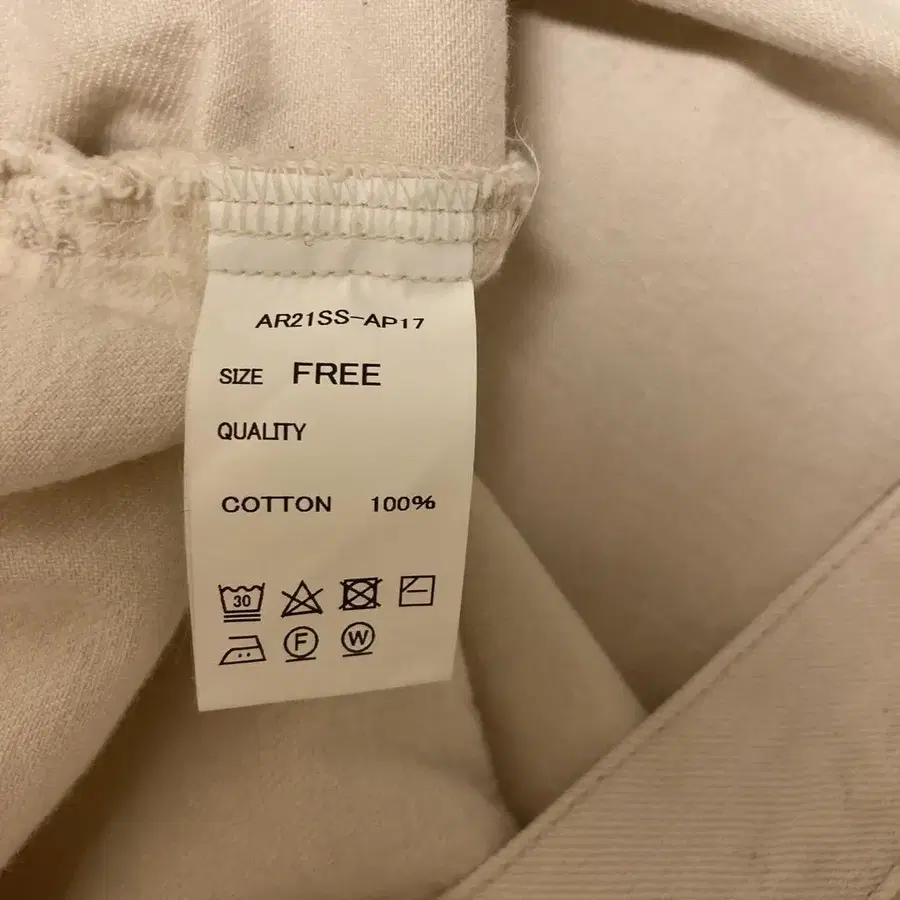 AR21SS-AP17
SIZE FREE
QUALITY
COTTON 100%
30
F W